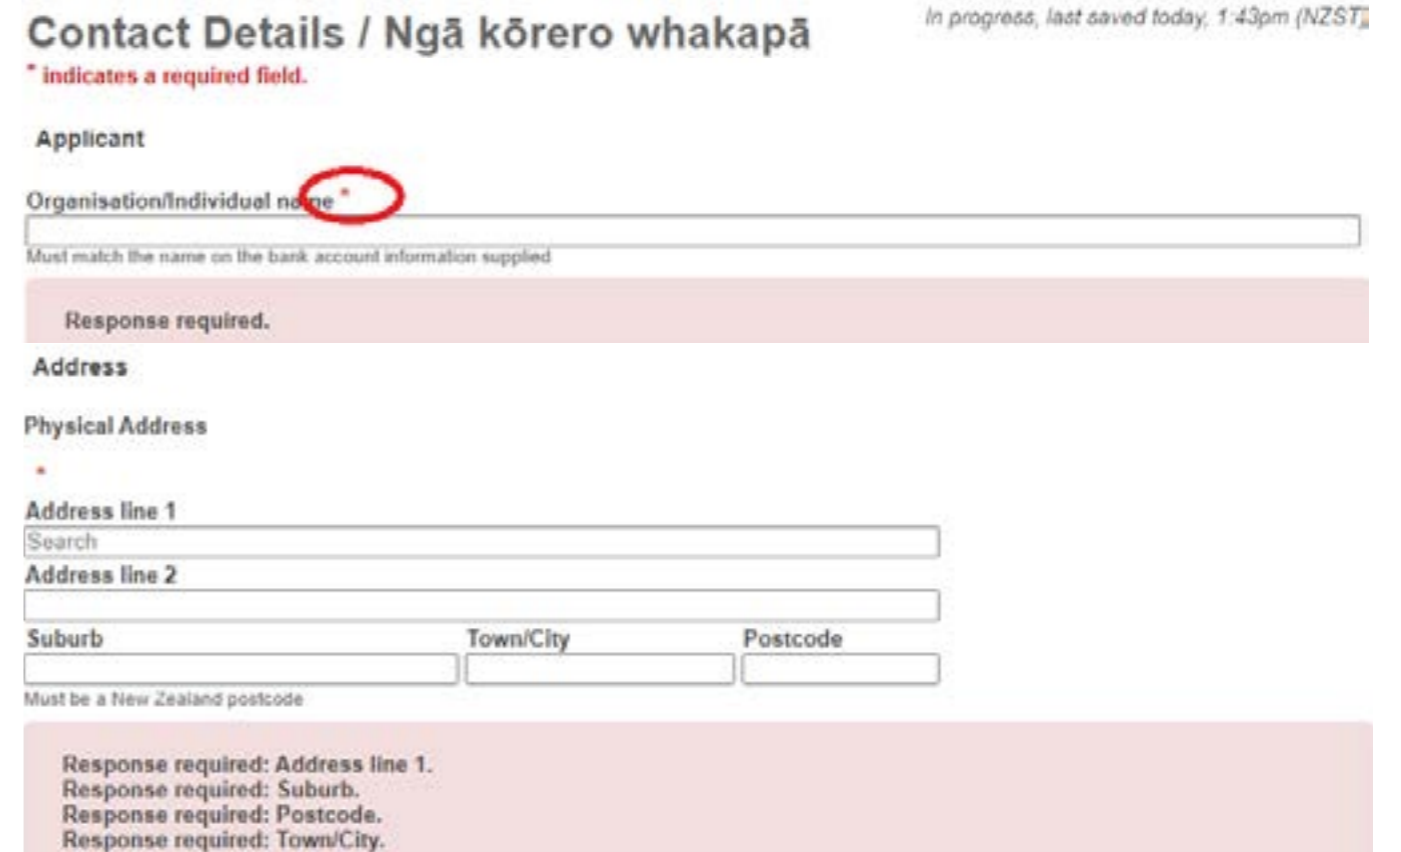 Contact Details / Ngā kōrero whakapā
In progress, last saved today, 1:43pm (NZST)
* indicates a required field.
Applicant
Organisation/Individual name *
Must match the name on the bank account information supplied
Response required.
Address
Physical Address
*
Address line 1
Search
Address line 2
Suburb Town/City Postcode
Must be a New Zealand postcode
Response required: Address line 1.
Response required: Suburb.
Response required: Postcode.
Response required: Town/City.